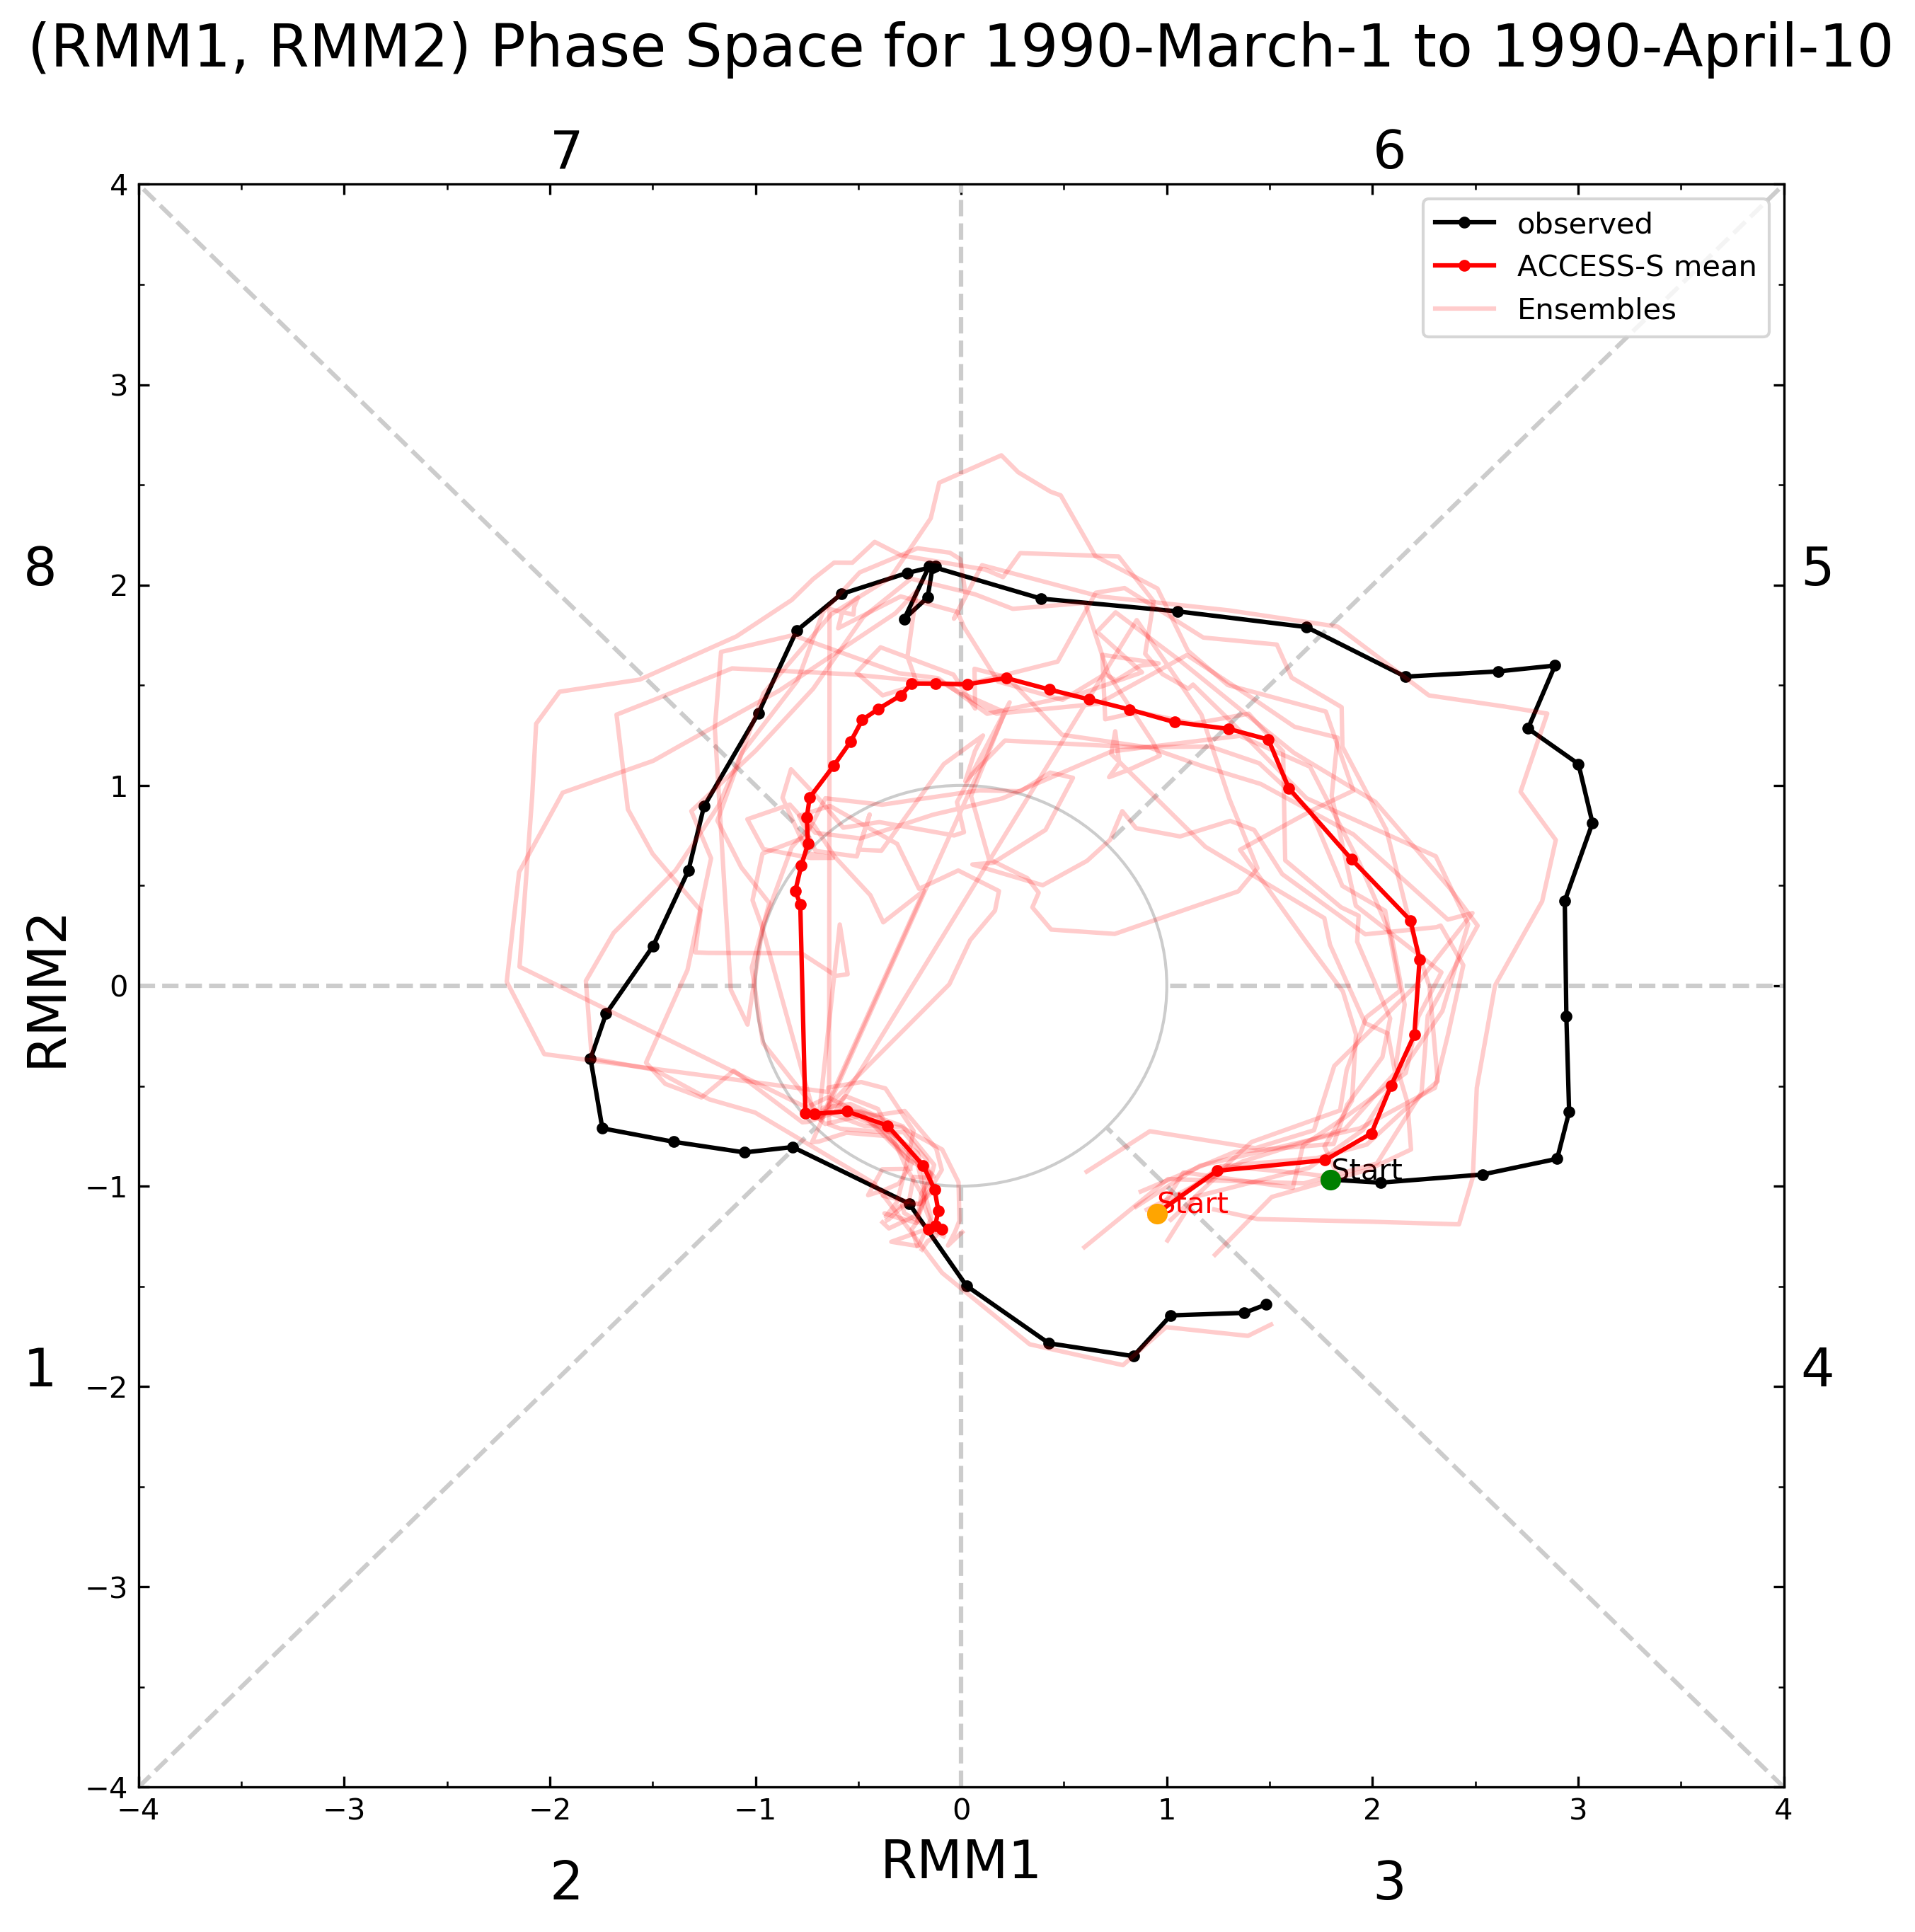 (RMM1, RMM2) Phase Space for 1990-March-1 to 1990-April-10
7 6
observed
ACCESS-S mean
Ensembles
4
3
2
1
0
−1
−2
−3
−4
8
5
RMM2
Start
Start
1
4
−4 −3 −2 −1 0 1 2 3 4
RMM1
2 3